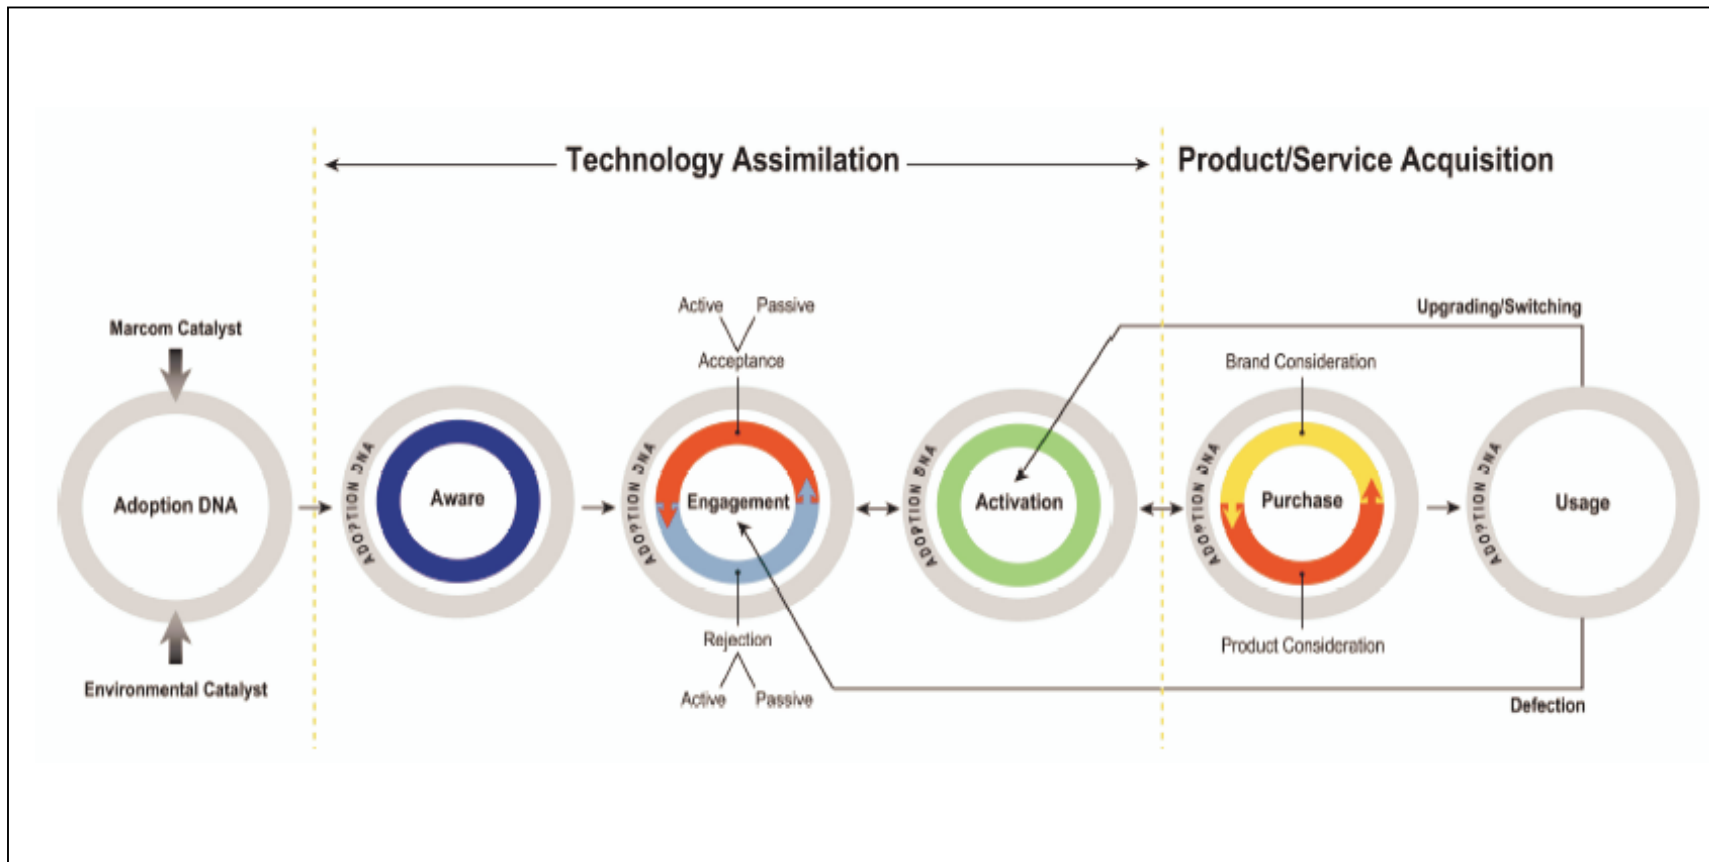 Technology Assimilation
Product/Service Acquisition
Marcom Catalyst
Adoption DNA
Environmental Catalyst
ADOPTION DNA
Aware
Active
Passive
Acceptance
ADOPTION DNA
Engagement
Rejection
Active
Passive
ADOPTION DNA
Activation
Upgrading/Switching
Brand Consideration
ADOPTION DNA
Purchase
Product Consideration
ADOPTION DNA
Usage
Defection